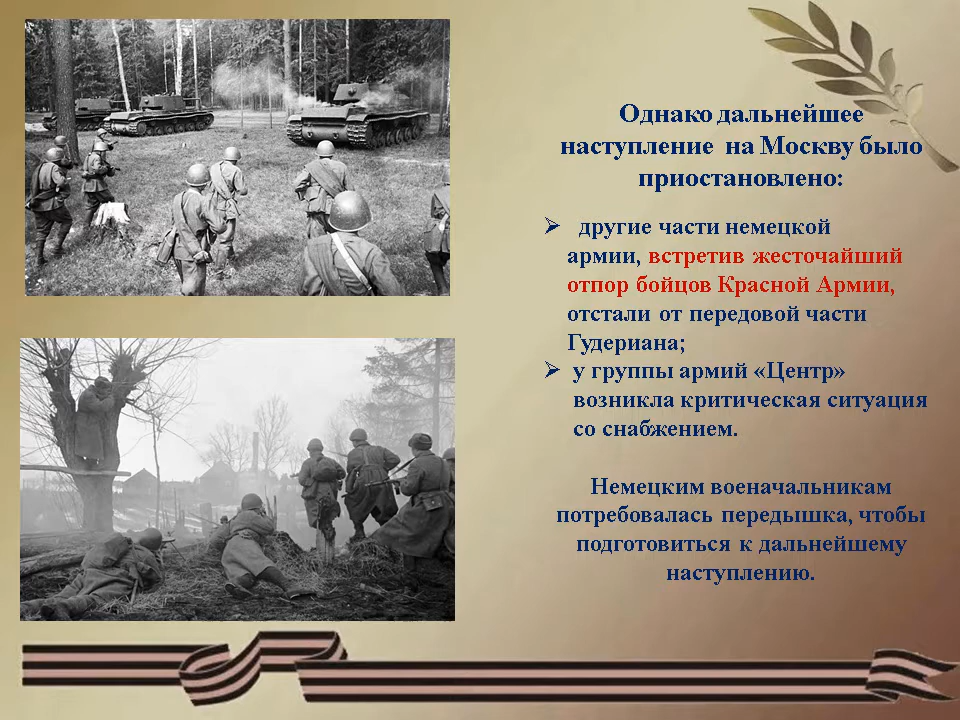 Однако дальнейшее
наступление на Москву было
приостановлено:
➢ другие части немецкой
армии, встретив жесточайший
отпор бойцов Красной Армии,
отстали от передовой части
Гудериана;
➢ у группы армий «Центр»
возникла критическая ситуация
со снабжением.
Немецким военачальникам
потребовалась передышка, чтобы
подготовиться к дальнейшему
наступлению.